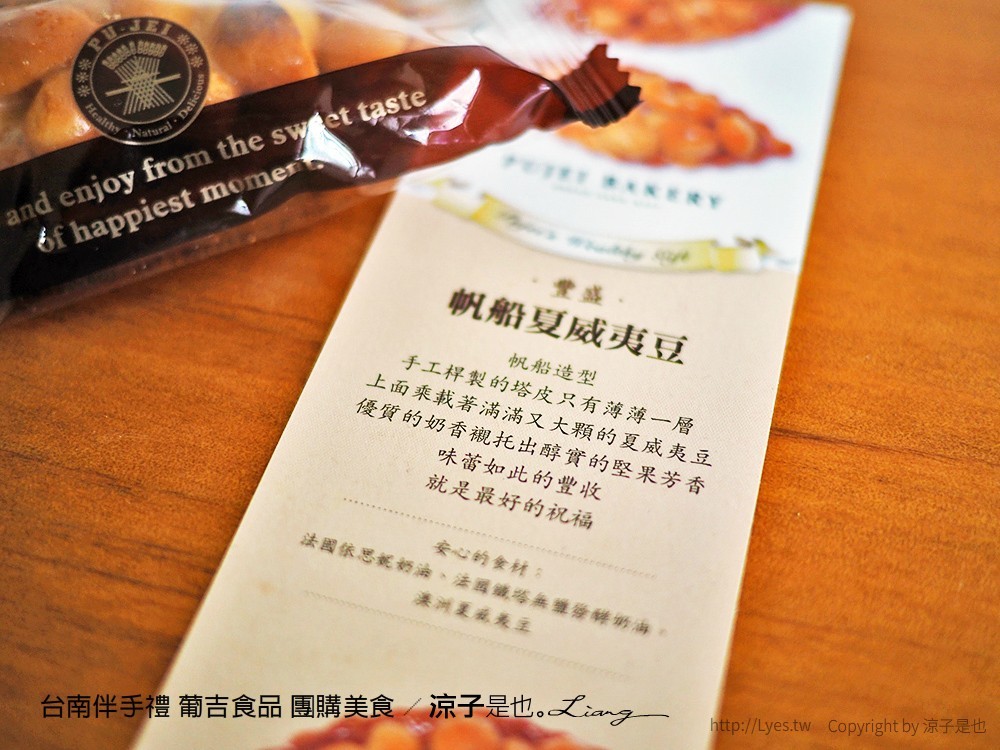 PU-JEI
Healthy · Natural · Delicious
and enjoy from the sweet taste
of happiest moment
PUJEI BAKERY
· 豐盛 ·
帆船夏威夷豆
帆船造型
手工桿製的塔皮只有薄薄一層
上面乘載著滿滿又大顆的夏威夷豆
優質的奶香襯托出醇實的堅果芳香
味蕾如此的豐收
就是最好的祝福
安心的食材：
法國依思妮奶油、法國鐵塔無鹽發酵奶油、
澳洲夏威夷豆
台南伴手禮 葡吉食品 團購美食 / 涼子是也。Liang
http://Lyes.tw Copyright by 涼子是也